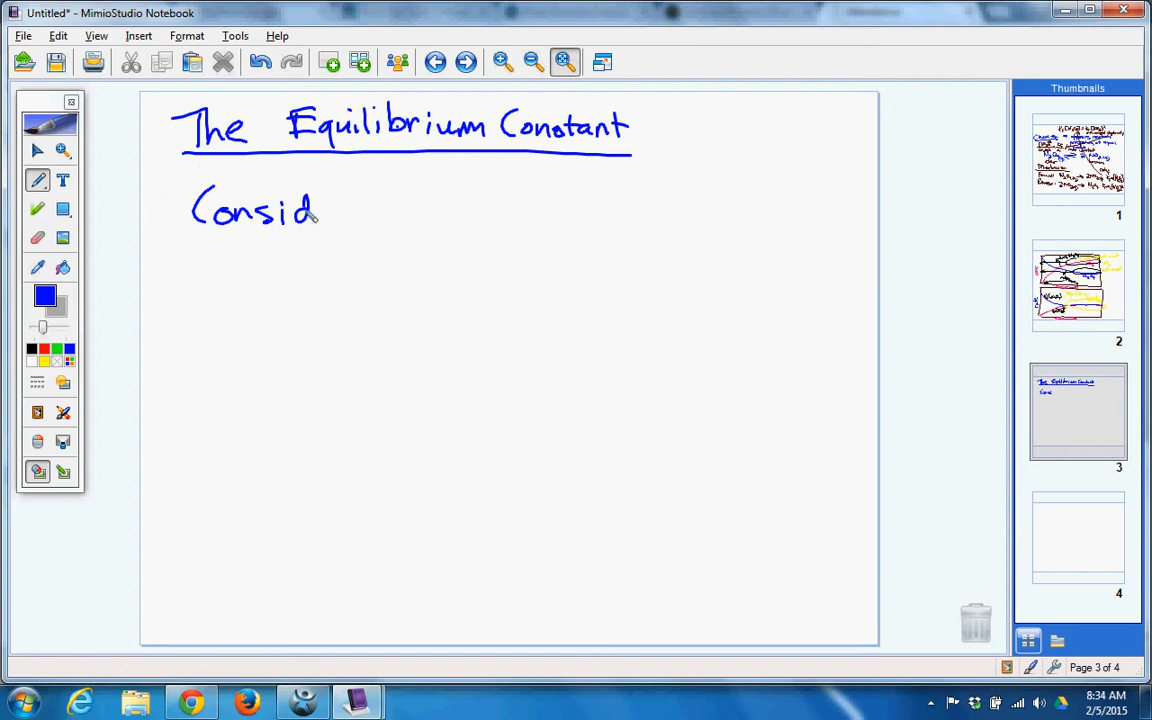 Untitled* - MimioStudio Notebook
File Edit View Insert Format Tools Help
Thumbnails
The Equilibrium Constant
Consid
1
2
3
4
Page 3 of 4
8:34 AM
2/5/2015